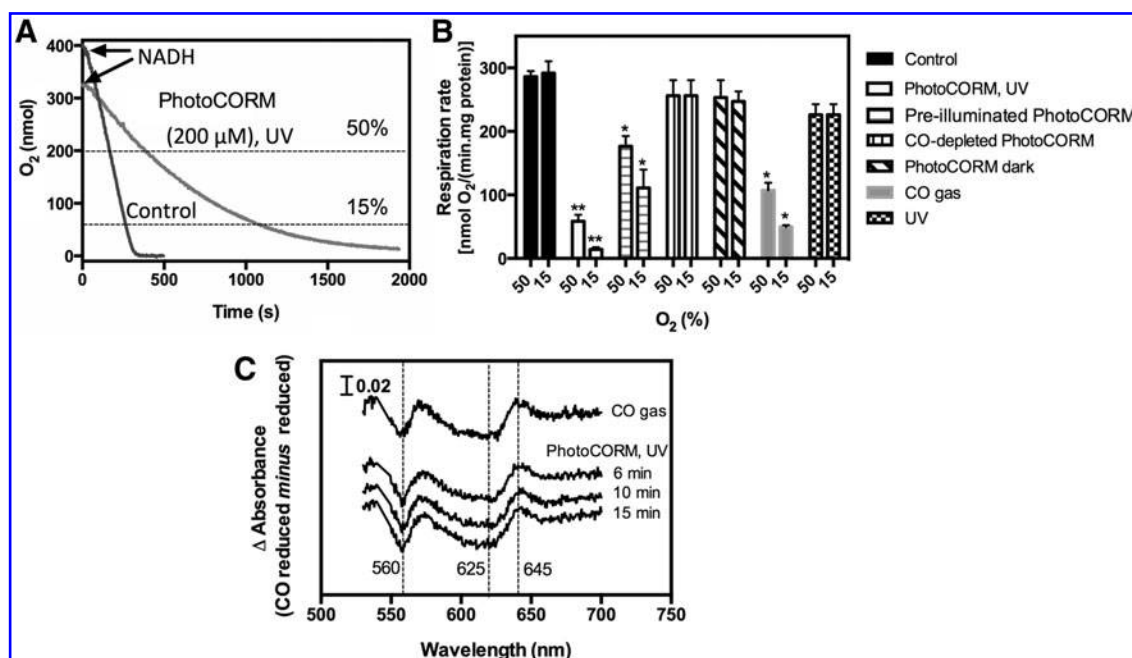 A
O₂ (nmol)
400
300
200
100
0
NADH
PhotoCORM
(200 µM), UV
50%
15%
Control
0 500 1000 1500 2000
Time (s)
B
Respiration rate
[nmol O₂/(min.mg protein)]
300
200
100
0
** ** * * * *
50 15 50 15 50 15 50 15 50 15 50 15 50 15
O₂ (%)
Control
PhotoCORM, UV
Pre-illuminated PhotoCORM
CO-depleted PhotoCORM
PhotoCORM dark
CO gas
UV
C
Δ Absorbance
(CO reduced minus reduced)
0.02
CO gas
PhotoCORM, UV
6 min
10 min
15 min
560 625 645
500 550 600 650 700 750
Wavelength (nm)